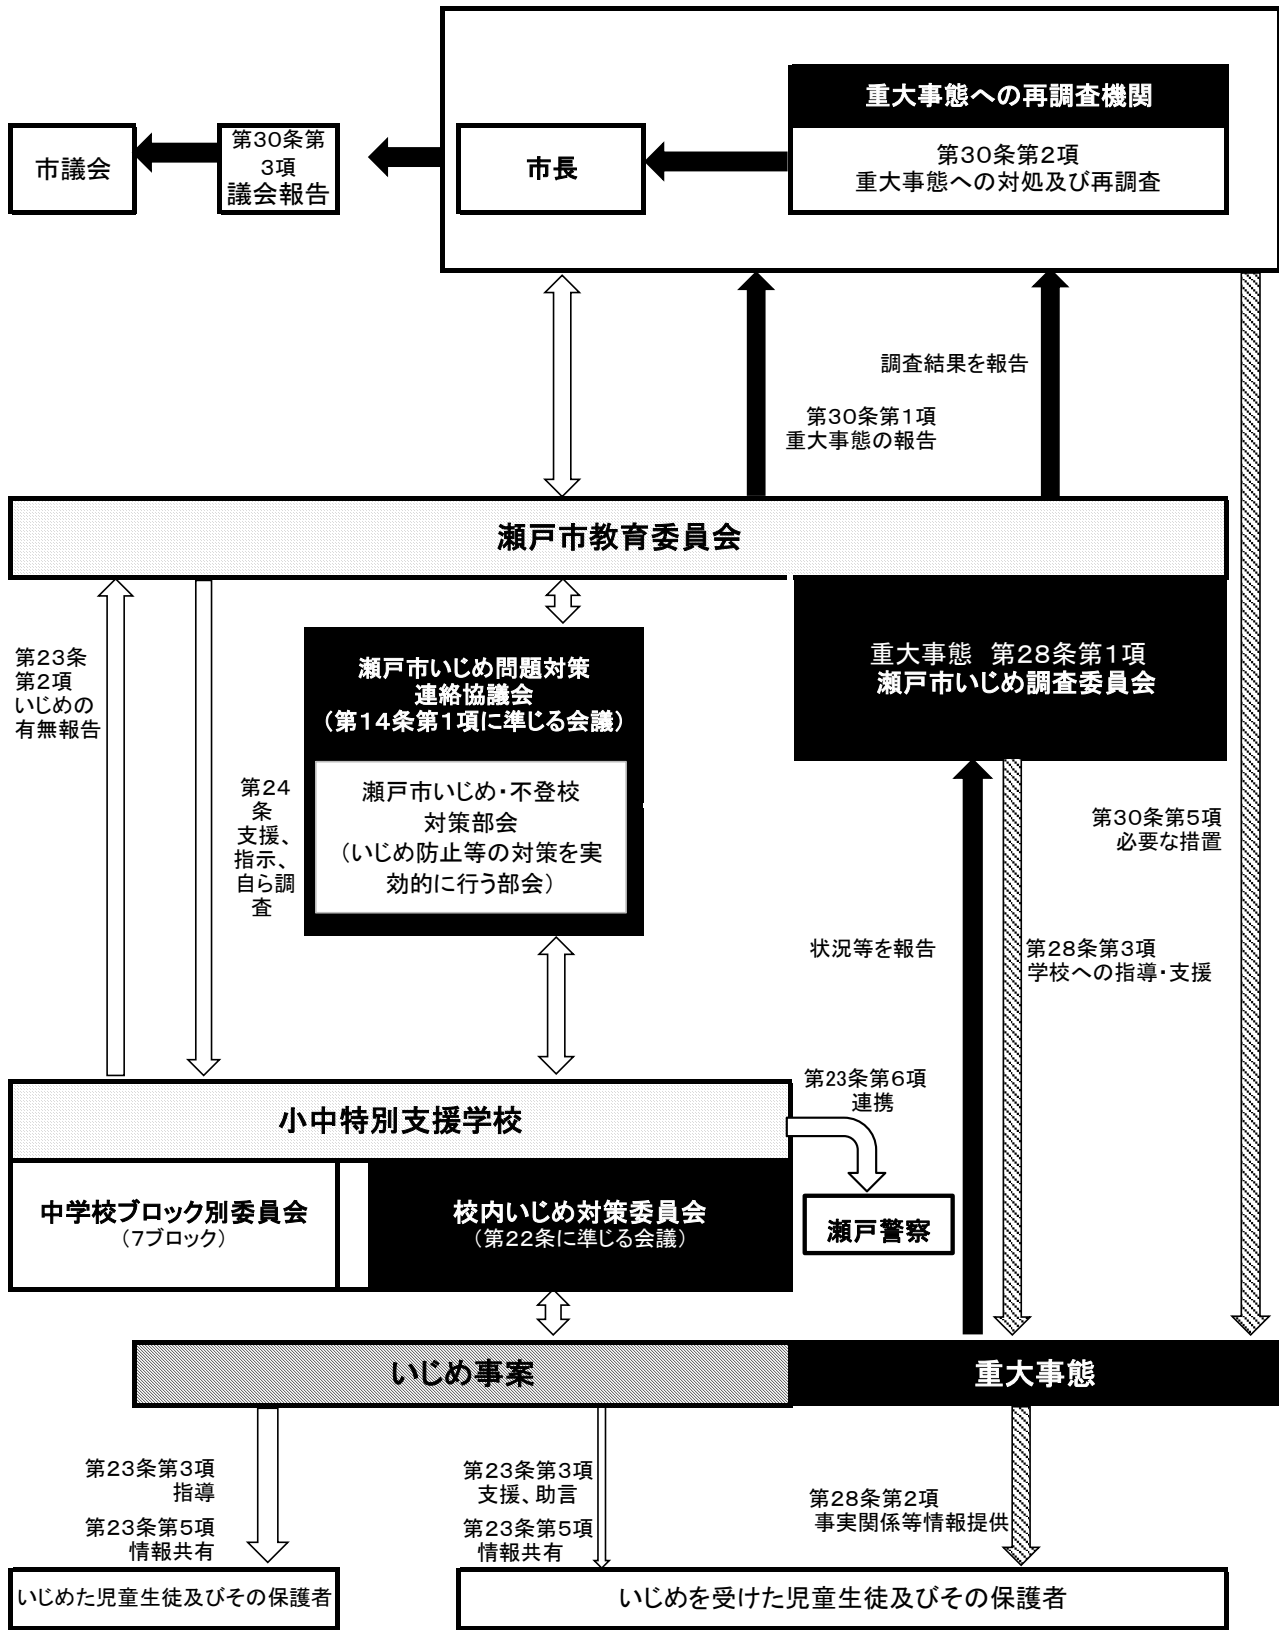 重大事態への再調査機関
第30条第2項
重大事態への対処及び再調査
市長
第30条第
3項
議会報告
市議会
調査結果を報告
第30条第1項
重大事態の報告
瀬戸市教育委員会
第23条
第2項
いじめの
有無報告
第24
条
支援、
指示、
自ら調
査
瀬戸市いじめ問題対策
連絡協議会
(第14条第1項に準じる会議)
瀬戸市いじめ・不登校
対策部会
(いじめ防止等の対策を実
効的に行う部会)
重大事態 第28条第1項
瀬戸市いじめ調査委員会
第30条第5項
必要な措置
状況等を報告
第28条第3項
学校への指導・支援
小中特別支援学校
第23条第6項
連携
中学校ブロック別委員会
(7ブロック)
校内いじめ対策委員会
(第22条に準じる会議)
瀬戸警察
いじめ事案
重大事態
第23条第3項
指導
第23条第5項
情報共有
第23条第3項
支援、助言
第23条第5項
情報共有
第28条第2項
事実関係等情報提供
いじめた児童生徒及びその保護者
いじめを受けた児童生徒及びその保護者